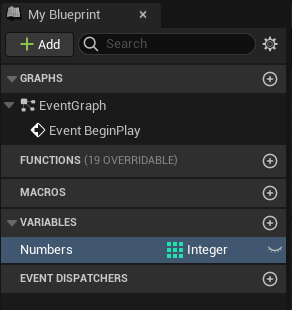 My Blueprint
Add
Search
GRAPHS
EventGraph
Event BeginPlay
FUNCTIONS (19 OVERRIDABLE)
MACROS
VARIABLES
Numbers Integer
EVENT DISPATCHERS